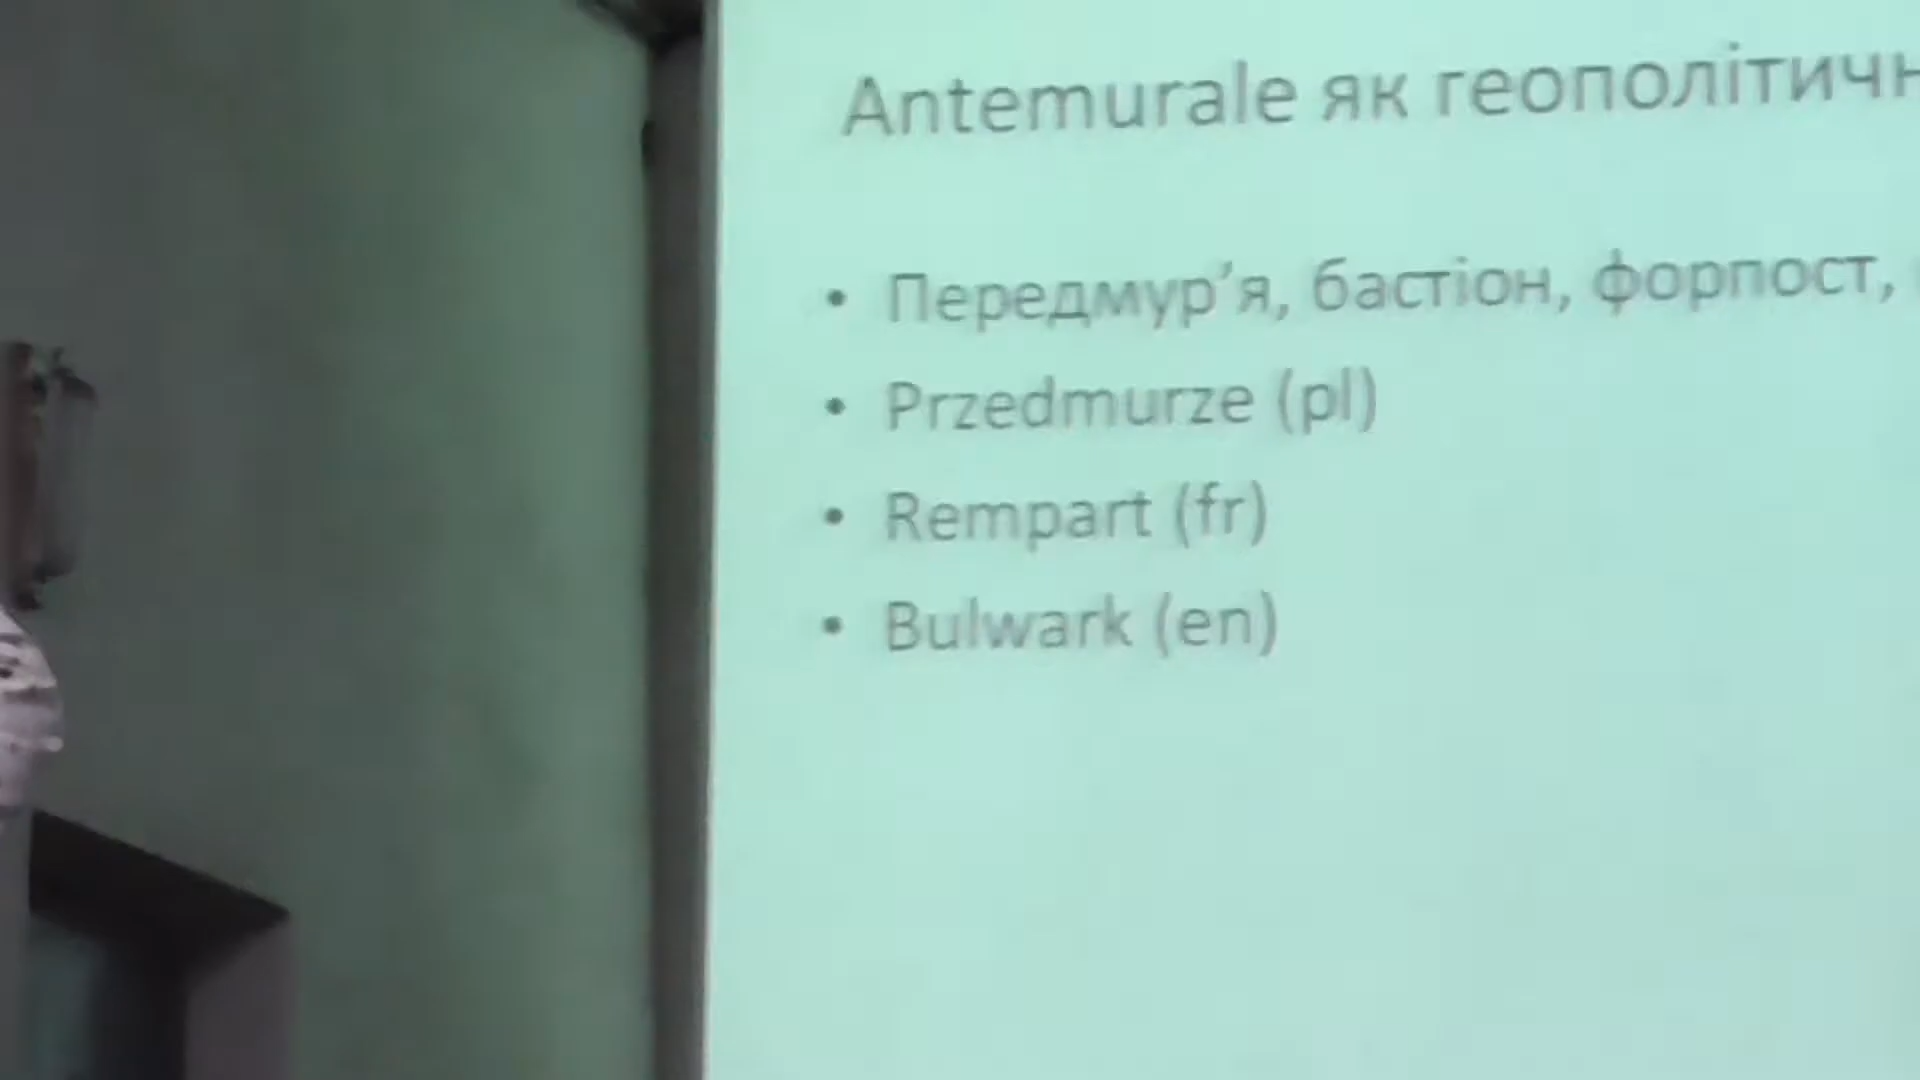 Antemurale як геополітичн
• Передмур’я, бастіон, форпост,
• Przedmurze (pl)
• Rempart (fr)
• Bulwark (en)